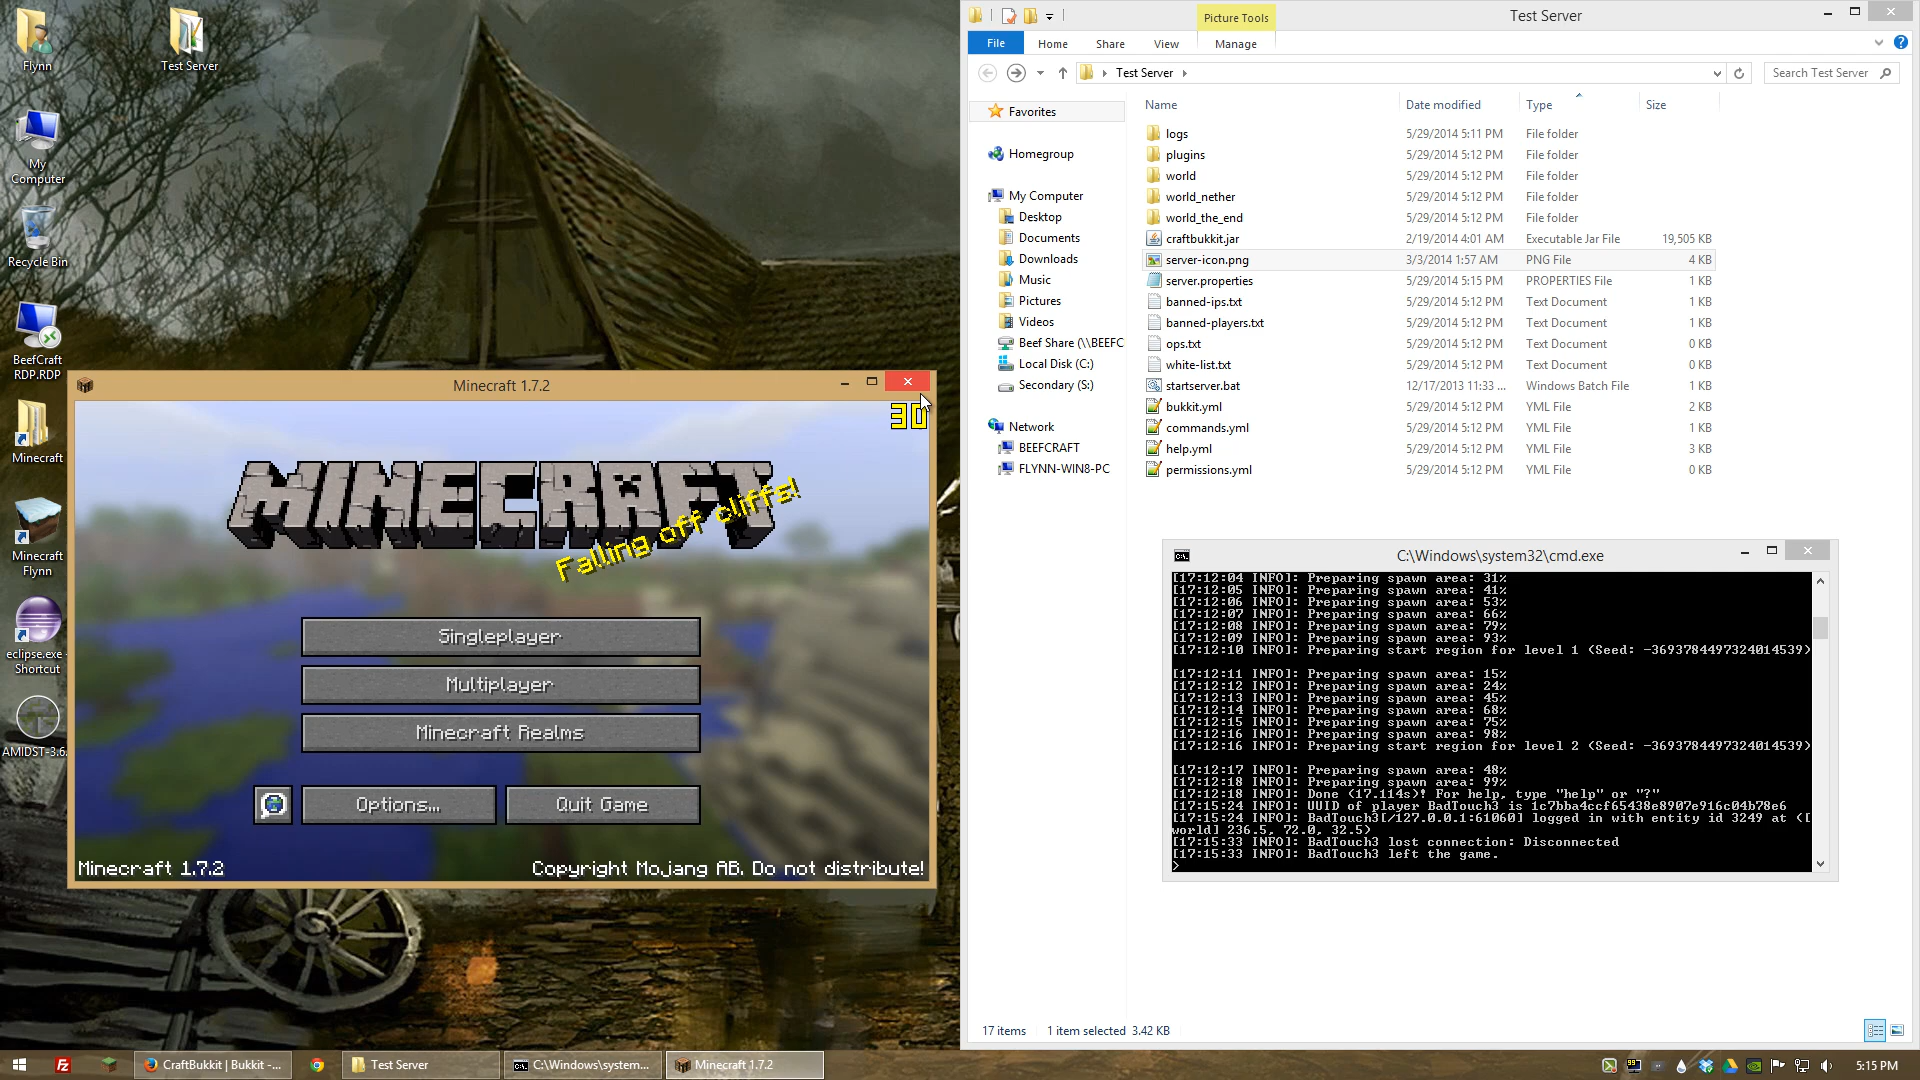 Flynn
Test Server
My
Computer
Recycle Bin
BeefCraft
RDP.RDP
Minecraft
Minecraft
Flynn
eclipse.exe -
Shortcut
AMIDST-3.6.
Minecraft 1.7.2
30
MINECRAFT
Falling off cliffs!
Singleplayer
Multiplayer
Minecraft Realms
Options...
Quit Game
Minecraft 1.7.2
Copyright Mojang AB. Do not distribute!
Picture Tools
Test Server
File
Home
Share
View
Manage
Test Server
Search Test Server
Favorites
Homegroup
My Computer
Desktop
Documents
Downloads
Music
Pictures
Videos
Beef Share (\\BEEFC
Local Disk (C:)
Secondary (S:)
Network
BEEFCRAFT
FLYNN-WIN8-PC
Name Date modified Type Size
logs 5/29/2014 5:11 PM File folder
plugins 5/29/2014 5:12 PM File folder
world 5/29/2014 5:12 PM File folder
world_nether 5/29/2014 5:12 PM File folder
world_the_end 5/29/2014 5:12 PM File folder
craftbukkit.jar 2/19/2014 4:01 AM Executable Jar File 19,505 KB
server-icon.png 3/3/2014 1:57 AM PNG File 4 KB
server.properties 5/29/2014 5:15 PM PROPERTIES File 1 KB
banned-ips.txt 5/29/2014 5:12 PM Text Document 1 KB
banned-players.txt 5/29/2014 5:12 PM Text Document 1 KB
ops.txt 5/29/2014 5:12 PM Text Document 0 KB
white-list.txt 5/29/2014 5:12 PM Text Document 0 KB
startserver.bat 12/17/2013 11:33 ... Windows Batch File 1 KB
bukkit.yml 5/29/2014 5:12 PM YML File 2 KB
commands.yml 5/29/2014 5:12 PM YML File 1 KB
help.yml 5/29/2014 5:12 PM YML File 3 KB
permissions.yml 5/29/2014 5:12 PM YML File 0 KB
C:\Windows\system32\cmd.exe
[17:12:04 INFO]: Preparing spawn area: 31%
[17:12:05 INFO]: Preparing spawn area: 41%
[17:12:06 INFO]: Preparing spawn area: 53%
[17:12:07 INFO]: Preparing spawn area: 66%
[17:12:08 INFO]: Preparing spawn area: 79%
[17:12:09 INFO]: Preparing spawn area: 93%
[17:12:10 INFO]: Preparing start region for level 1 (Seed: -3693784497324014539)
[17:12:11 INFO]: Preparing spawn area: 15%
[17:12:12 INFO]: Preparing spawn area: 24%
[17:12:13 INFO]: Preparing spawn area: 45%
[17:12:14 INFO]: Preparing spawn area: 68%
[17:12:15 INFO]: Preparing spawn area: 75%
[17:12:16 INFO]: Preparing spawn area: 98%
[17:12:16 INFO]: Preparing start region for level 2 (Seed: -3693784497324014539)
[17:12:17 INFO]: Preparing spawn area: 48%
[17:12:18 INFO]: Preparing spawn area: 99%
[17:12:18 INFO]: Done (17.114s)! For help, type "help" or "?"
[17:15:24 INFO]: UUID of player BadTouch3 is 1c7bba4ccf65438e8907e916c04b78e6
[17:15:24 INFO]: BadTouch3[/127.0.0.1:61060] logged in with entity id 3249 at ([
world] 236.5, 72.0, 32.5)
[17:15:33 INFO]: BadTouch3 lost connection: Disconnected
[17:15:33 INFO]: BadTouch3 left the game.
>
17 items 1 item selected 3.42 KB
CraftBukkit | Bukkit -...
Test Server
C:\Windows\system...
Minecraft 1.7.2
5:15 PM